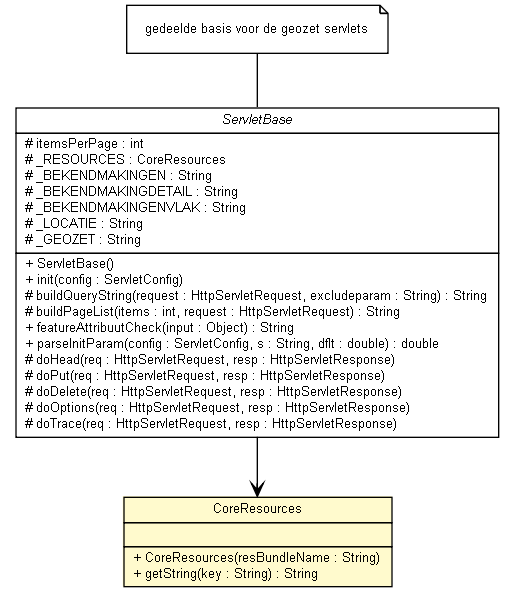 gedeelde basis voor de geozet servlets
ServletBase
# itemsPerPage : int
# _RESOURCES : CoreResources
# _BEKENDMAKINGEN : String
# _BEKENDMAKINGDETAIL : String
# _BEKENDMAKINGENVLAK : String
# _LOCATIE : String
# _GEOZET : String
+ ServletBase()
+ init(config : ServletConfig)
# buildQueryString(request : HttpServletRequest, excludeparam : String) : String
# buildPageList(items : int, request : HttpServletRequest) : String
+ featureAttribuutCheck(input : Object) : String
+ parseInitParam(config : ServletConfig, s : String, dflt : double) : double
# doHead(req : HttpServletRequest, resp : HttpServletResponse)
# doPut(req : HttpServletRequest, resp : HttpServletResponse)
# doDelete(req : HttpServletRequest, resp : HttpServletResponse)
# doOptions(req : HttpServletRequest, resp : HttpServletResponse)
# doTrace(req : HttpServletRequest, resp : HttpServletResponse)
CoreResources
+ CoreResources(resBundleName : String)
+ getString(key : String) : String